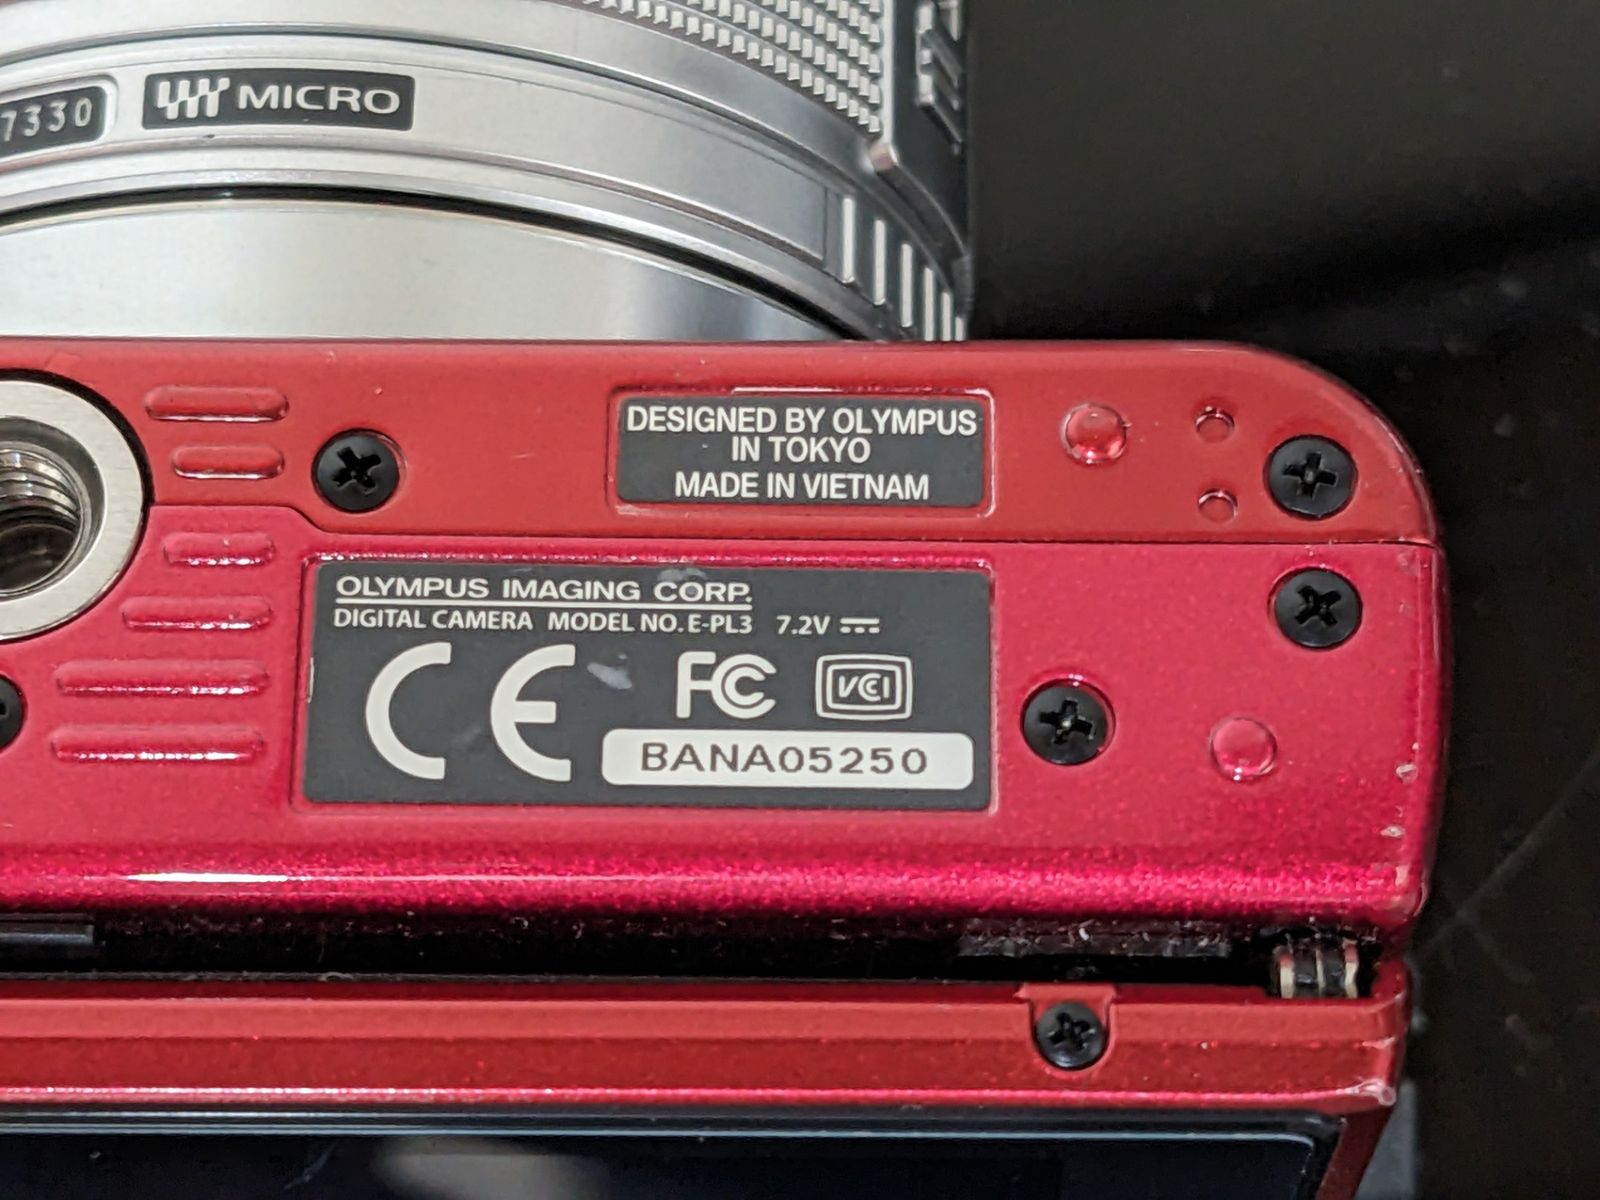 7330
MICRO
DESIGNED BY OLYMPUS
IN TOKYO
MADE IN VIETNAM
OLYMPUS IMAGING CORP.
DIGITAL CAMERA MODEL NO. E-PL3 7.2V
CE FC VCCI
BANA05250